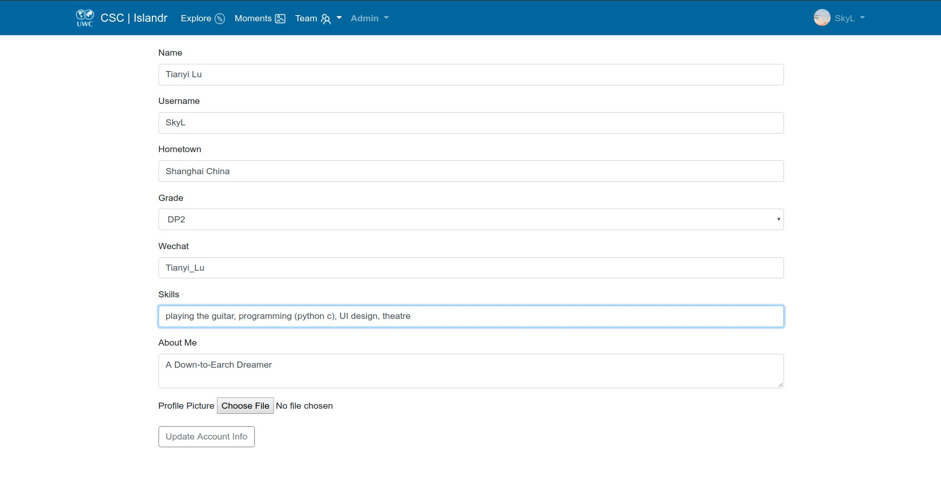 UWC CSC | Islandr Explore Moments Team Admin SkyL
Name
Tianyi Lu
Username
SkyL
Hometown
Shanghai China
Grade
DP2
Wechat
Tianyi_Lu
Skills
playing the guitar, programming (python c), UI design, theatre
About Me
A Down-to-Earch Dreamer
Profile Picture Choose File No file chosen
Update Account Info